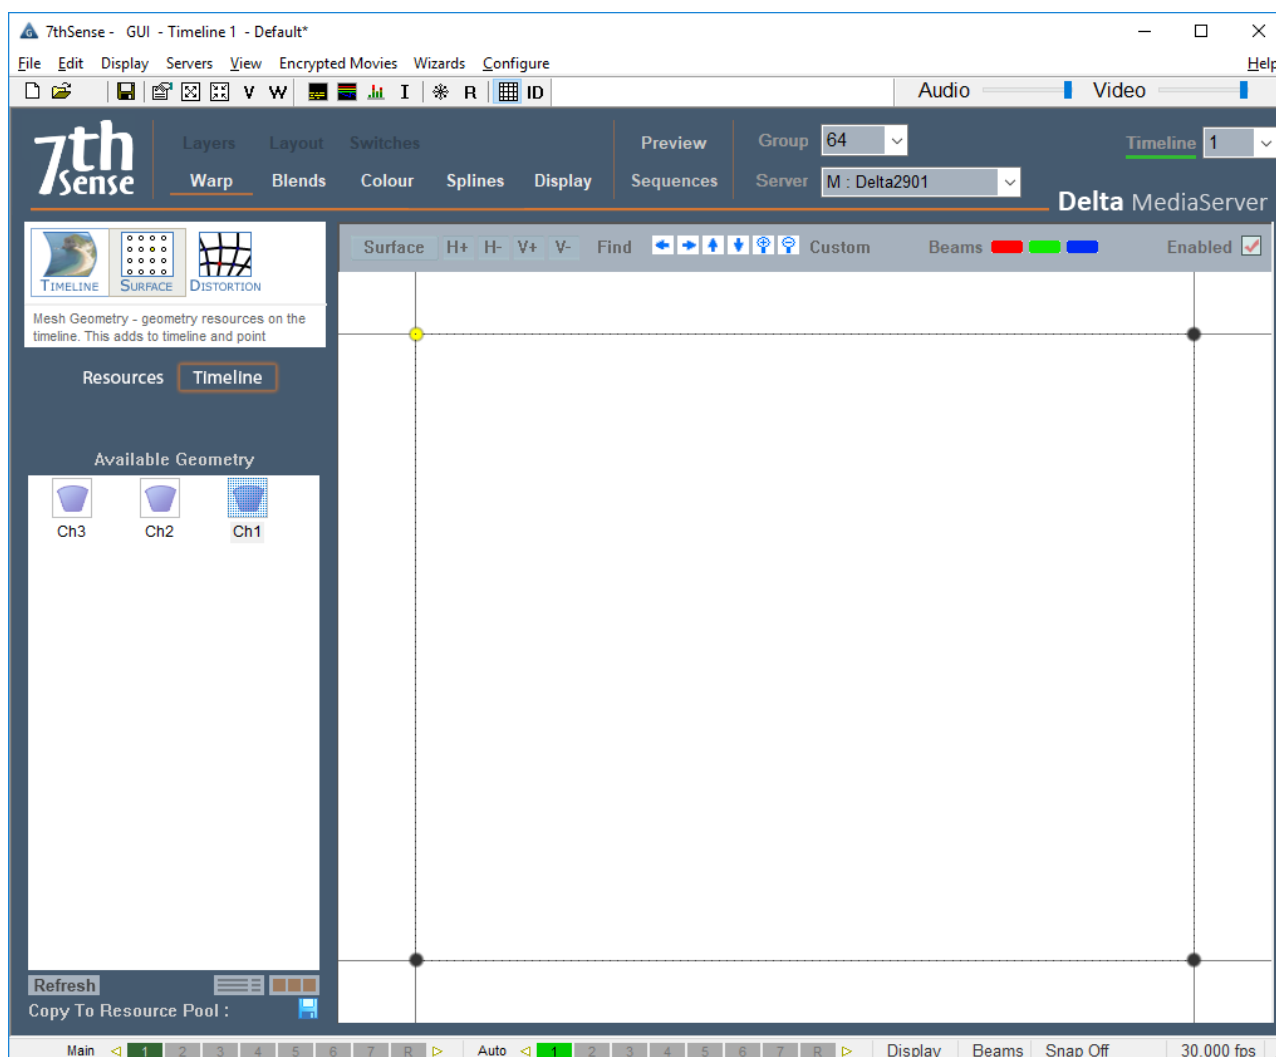 7thSense - GUI - Timeline 1 - Default*
File Edit Display Servers View Encrypted Movies Wizards Configure Help
V W I R ID Audio Video
7th Sense
Layers Layout Switches Preview Group 64 Timeline 1
Warp Blends Colour Splines Display Sequences Server M : Delta2901
Delta MediaServer
Surface H+ H- V+ V- Find Custom Beams Enabled
TIMELINE SURFACE DISTORTION
Mesh Geometry - geometry resources on the
timeline. This adds to timeline and point
Resources Timeline
Available Geometry
Ch3 Ch2 Ch1
Refresh
Copy To Resource Pool :
Main 1 2 3 4 5 6 7 R Auto 1 2 3 4 5 6 7 R Display Beams Snap Off 30.000 fps